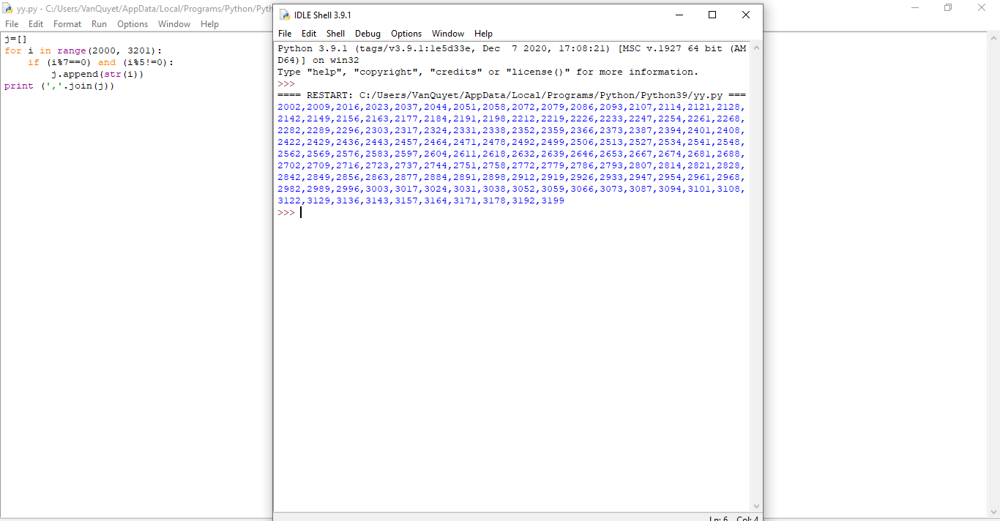 yy.py - C:/Users/VanQuyet/AppData/Local/Programs/Python/Pyth
File Edit Format Run Options Window Help
j=[]
for i in range(2000, 3201):
    if (i%7==0) and (i%5!=0):
        j.append(str(i))
print (','.join(j))
IDLE Shell 3.9.1
File Edit Shell Debug Options Window Help
Python 3.9.1 (tags/v3.9.1:1e5d33e, Dec  7 2020, 17:08:21) [MSC v.1927 64 bit (AM
D64)] on win32
Type "help", "copyright", "credits" or "license()" for more information.
>>>
==== RESTART: C:/Users/VanQuyet/AppData/Local/Programs/Python/Python39/yy.py ===
2002,2009,2016,2023,2037,2044,2051,2058,2072,2079,2086,2093,2107,2114,2121,2128,
2142,2149,2156,2163,2177,2184,2191,2198,2212,2219,2226,2233,2247,2254,2261,2268,
2282,2289,2296,2303,2317,2324,2331,2338,2352,2359,2366,2373,2387,2394,2401,2408,
2422,2429,2436,2443,2457,2464,2471,2478,2492,2499,2506,2513,2527,2534,2541,2548,
2562,2569,2576,2583,2597,2604,2611,2618,2632,2639,2646,2653,2667,2674,2681,2688,
2702,2709,2716,2723,2737,2744,2751,2758,2772,2779,2786,2793,2807,2814,2821,2828,
2842,2849,2856,2863,2877,2884,2891,2898,2912,2919,2926,2933,2947,2954,2961,2968,
2982,2989,2996,3003,3017,3024,3031,3038,3052,3059,3066,3073,3087,3094,3101,3108,
3122,3129,3136,3143,3157,3164,3171,3178,3192,3199
>>>
Ln: 6 Col: 4